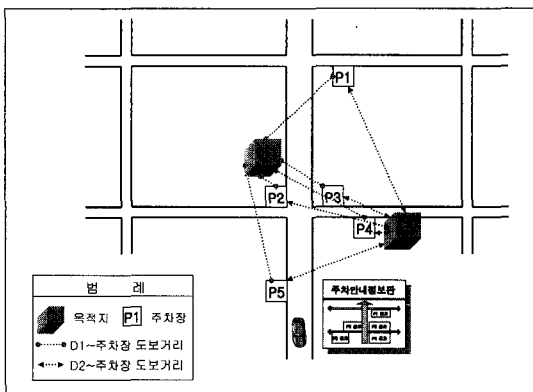 P1
P2
P3
P4
P5
범 례
목적지 P1 주차장
D1~주차장 도보거리
D2~주차장 도보거리
주차안내정보판